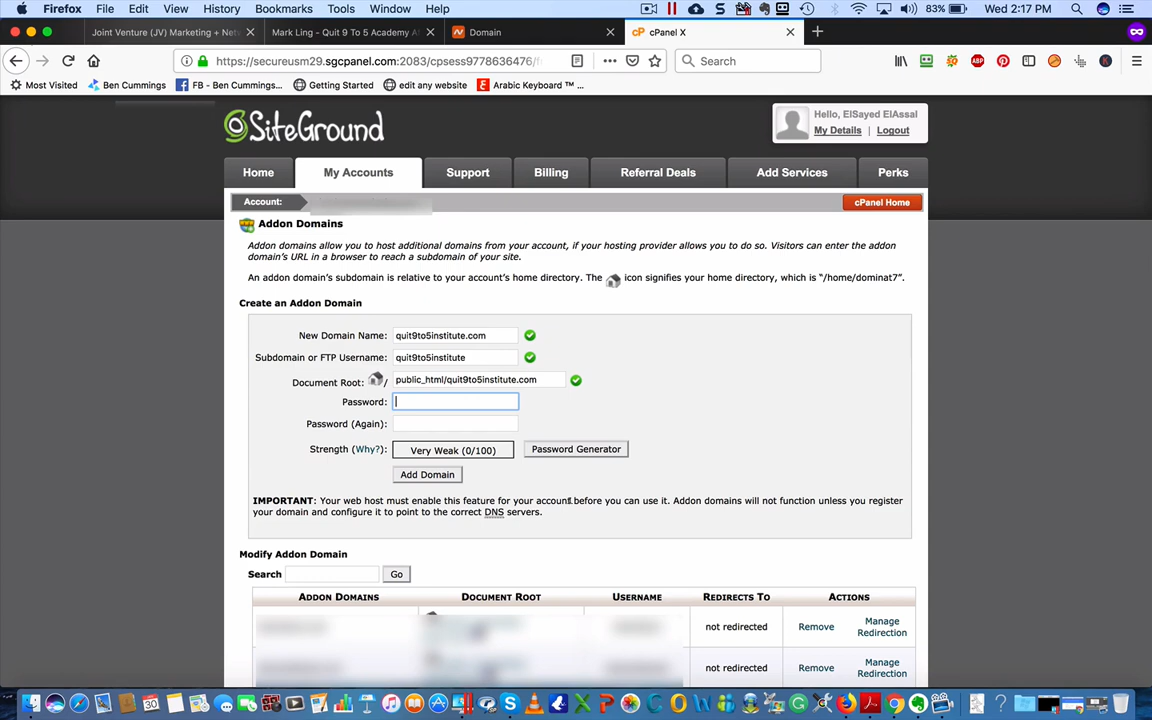 Firefox File Edit View History Bookmarks Tools Window Help 83% Wed 2:17 PM
Joint Venture (JV) Marketing + Net Mark Ling - Quit 9 To 5 Academy Domain cPanel X
https://secureusm29.sgcpanel.com:2083/cpsess9778636476/f Search
Most Visited Ben Cummings FB - Ben Cummings... Getting Started edit any website Arabic Keyboard ™ ...
SiteGround
Hello, ElSayed ElAssal
My Details | Logout
Home My Accounts Support Billing Referral Deals Add Services Perks
Account: cPanel Home
Addon Domains
Addon domains allow you to host additional domains from your account, if your hosting provider allows you to do so. Visitors can enter the addon
domain's URL in a browser to reach a subdomain of your site.
An addon domain's subdomain is relative to your account's home directory. The icon signifies your home directory, which is "/home/dominat7".
Create an Addon Domain
New Domain Name: quit9to5institute.com
Subdomain or FTP Username: quit9to5institute
Document Root: / public_html/quit9to5institute.com
Password:
Password (Again):
Strength (Why?): Very Weak (0/100) Password Generator
Add Domain
IMPORTANT: Your web host must enable this feature for your account before you can use it. Addon domains will not function unless you register
your domain and configure it to point to the correct DNS servers.
Modify Addon Domain
Search Go
ADDON DOMAINS DOCUMENT ROOT USERNAME REDIRECTS TO ACTIONS
not redirected Remove Manage Redirection
not redirected Remove Manage Redirection